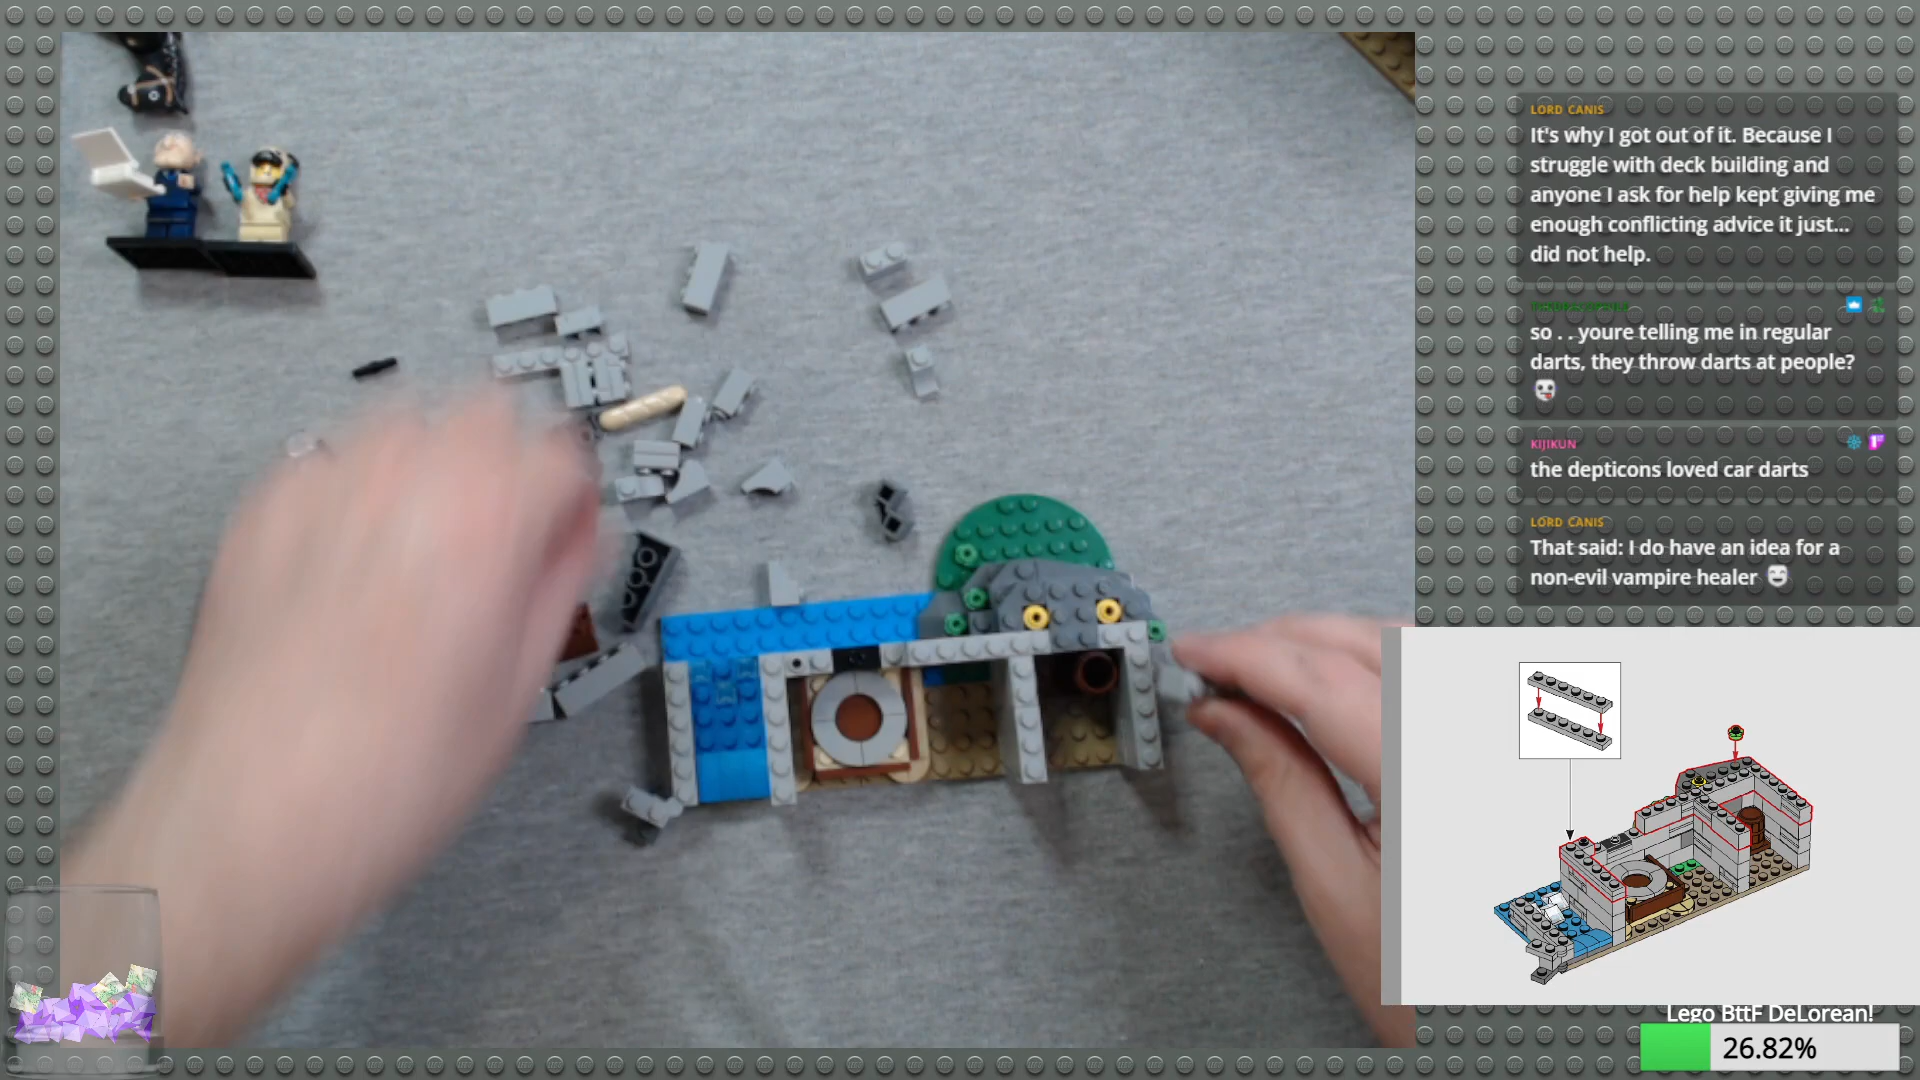 LORD CANIS
It's why I got out of it. Because I
struggle with deck building and
anyone I ask for help kept giving me
enough conflicting advice it just...
did not help.
so . . youre telling me in regular
darts, they throw darts at people?
KIJIKUN
the depticons loved car darts
LORD CANIS
That said: I do have an idea for a
non-evil vampire healer
Lego BttF DeLorean!
26.82%